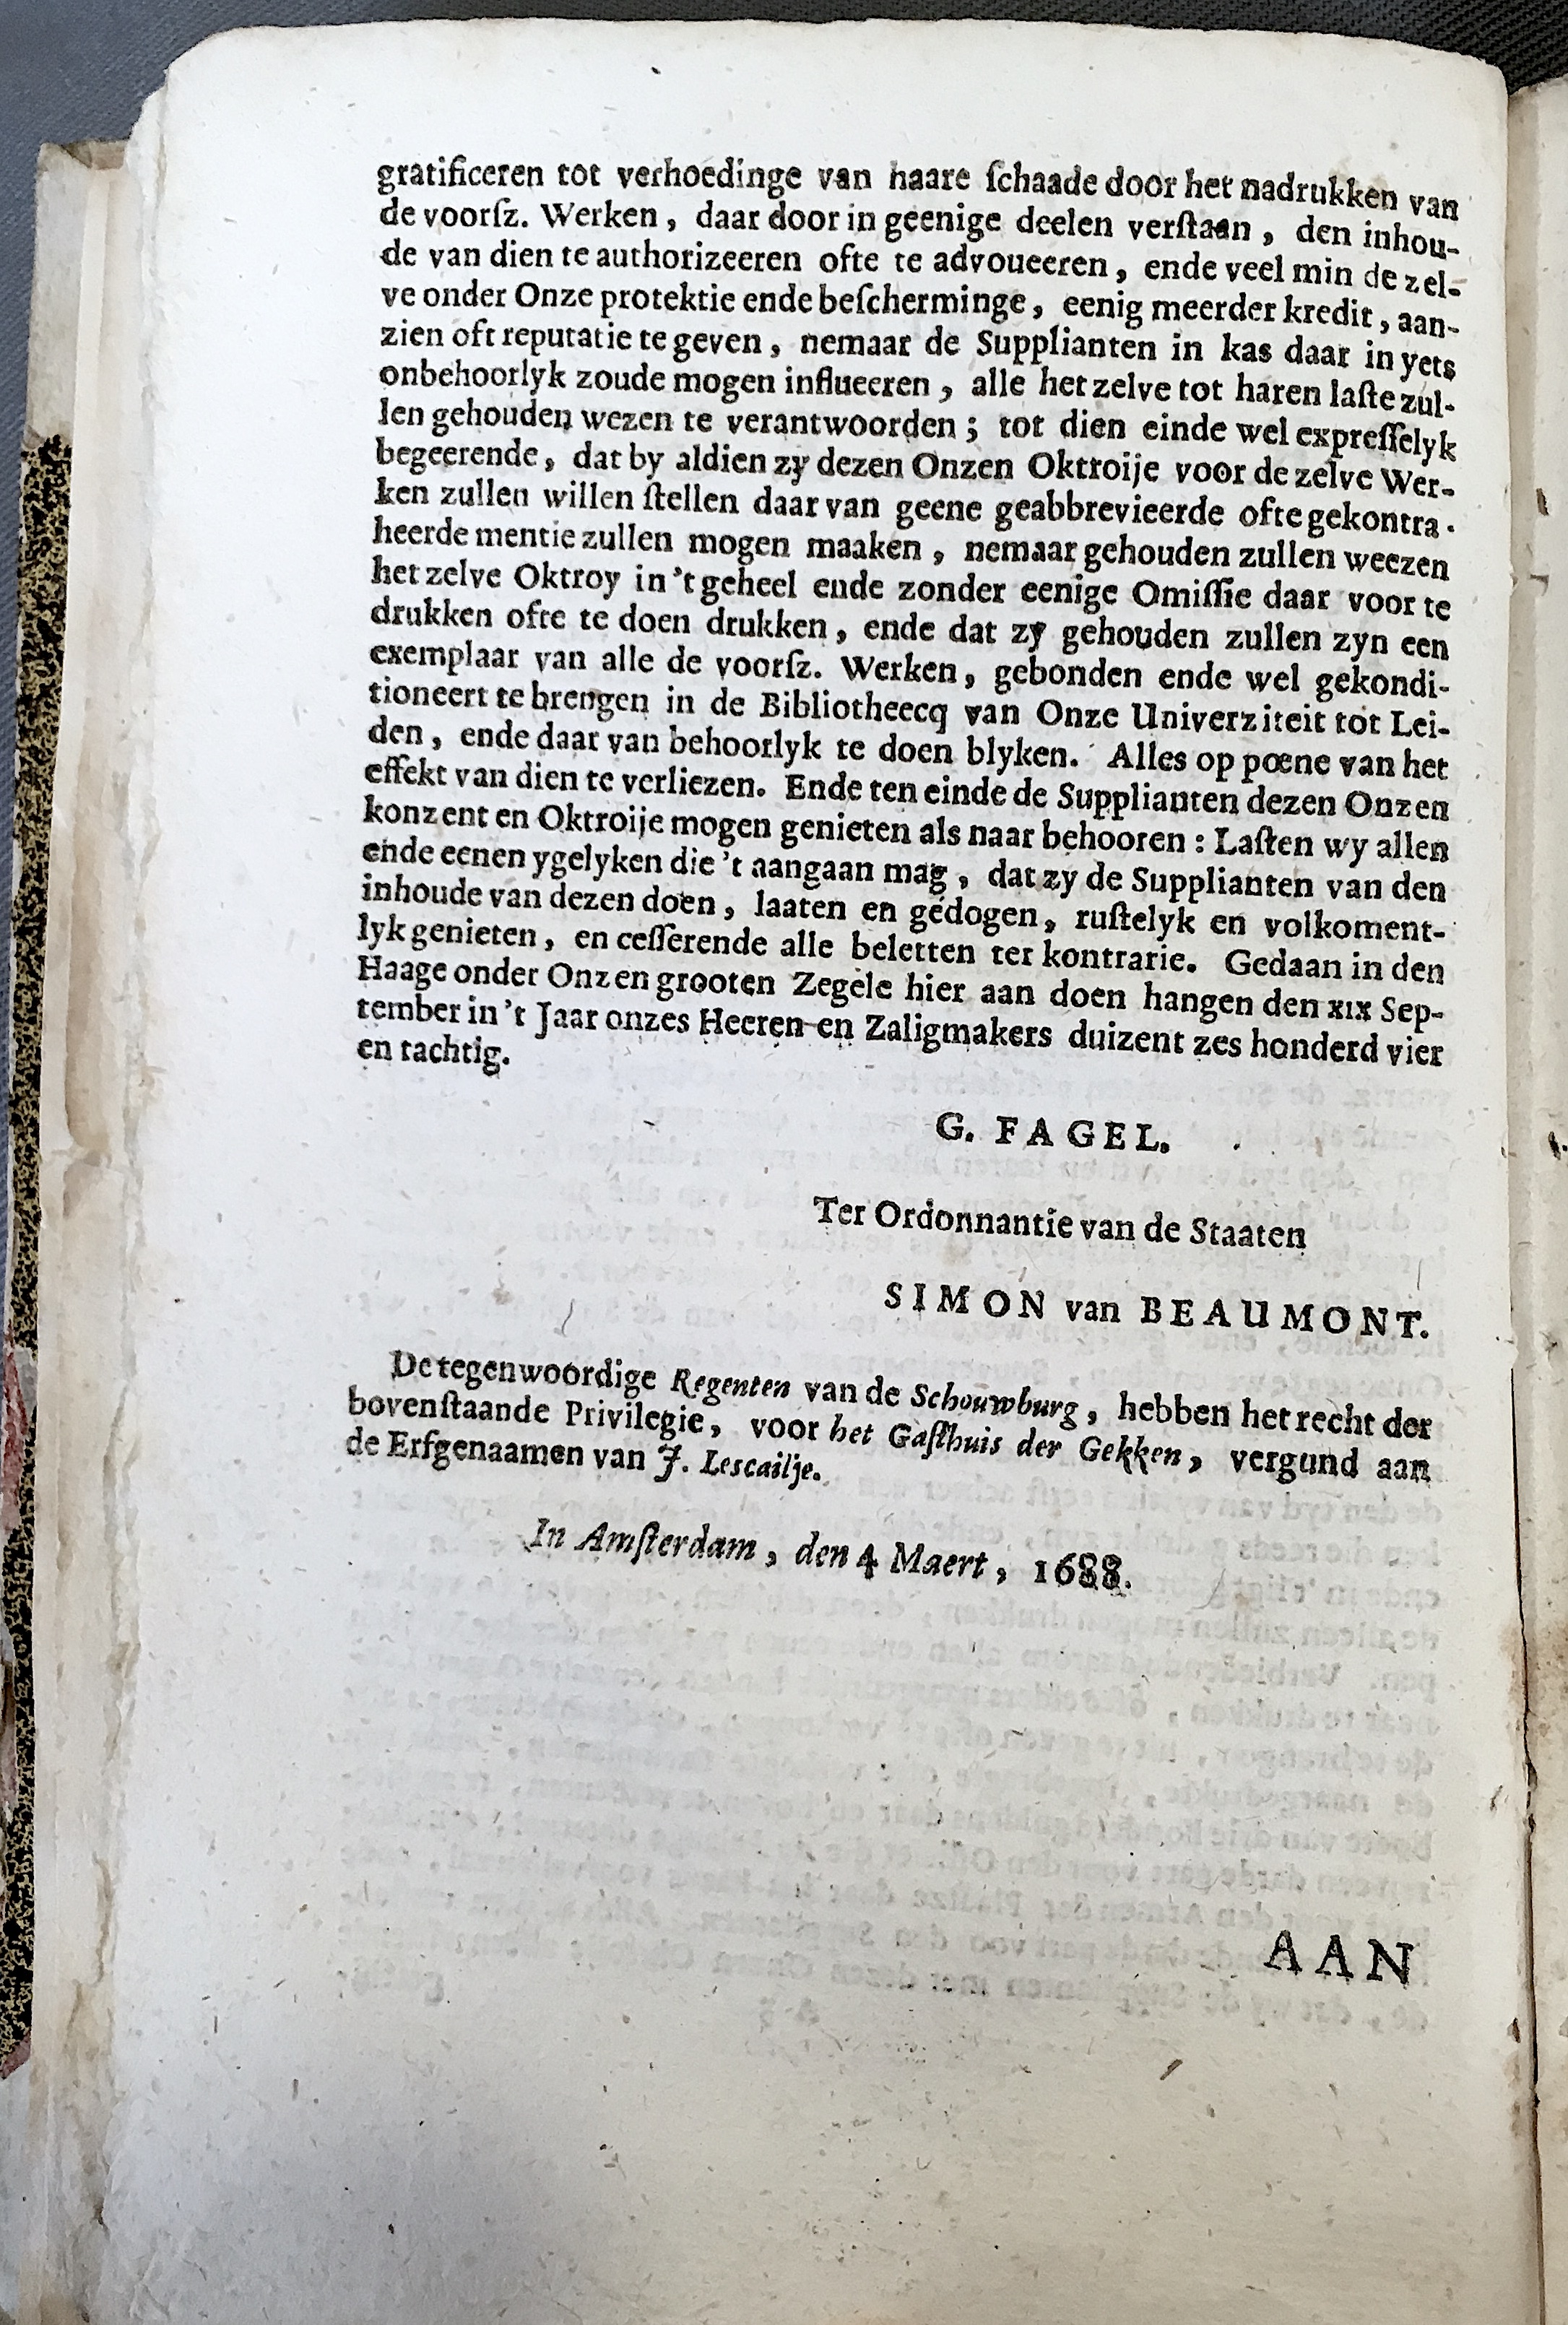 gratificeren tot verhoedinge van haare ſchaade door het nadrukken van
de voorſz. Werken, daar door in geenige deelen verſtaan, den inhou-
de van dien te authorizeeren ofte te advoueeren, ende veel min de zel-
ve onder Onze protektie ende beſcherminge, eenig meerder kredit, aan-
zien oft reputatie te geven, nemaar de Supplianten in kas daar in yets
onbehoorlyk zoude mogen influeeren, alle het zelve tot haren laſte zul-
len gehouden wezen te verantwoorden; tot dien einde wel expreſſelyk
begeerende, dat by aldien zy dezen Onzen Oktroije voor de zelve Wer-
ken zullen willen ſtellen daar van geene geabbrevieerde ofte gekontra-
heerde mentie zullen mogen maaken, nemaar gehouden zullen weezen
het zelve Oktroy in 't geheel ende zonder eenige Omiſſie daar voor te
drukken ofte te doen drukken, ende dat zy gehouden zullen zyn een
exemplaar van alle de voorſz. Werken, gebonden ende wel gekondi-
tioneert te brengen in de Bibliotheecq van Onze Univerziteit tot Lei-
den, ende daar van behoorlyk te doen blyken. Alles op pœne van het
effekt van dien te verliezen. Ende ten einde de Supplianten dezen Onzen
konzent en Oktroije mogen genieten als naar behooren: Laſten wy allen
ende eenen ygelyken die 't aangaan mag, dat zy de Supplianten van den
inhoude van dezen doen, laaten en gedogen, ruſtelyk en volkoment-
lyk genieten, en ceſſerende alle beletten ter kontrarie. Gedaan in den
Haage onder Onzen grooten Zegele hier aan doen hangen den xix Sep-
tember in 't Jaar onzes Heeren en Zaligmakers duizent zes honderd vier
en tachtig.
G. FAGEL.
Ter Ordonnantie van de Staaten
SIMON van BEAUMONT.
De tegenwoordige Regenten van de Schouwburg, hebben het recht der
bovenſtaande Privilegie, voor het Gaſthuis der Gekken, vergund aan
de Erfgenaamen van J. Lescailje.
In Amſterdam, den 4 Maert, 1688.
AAN